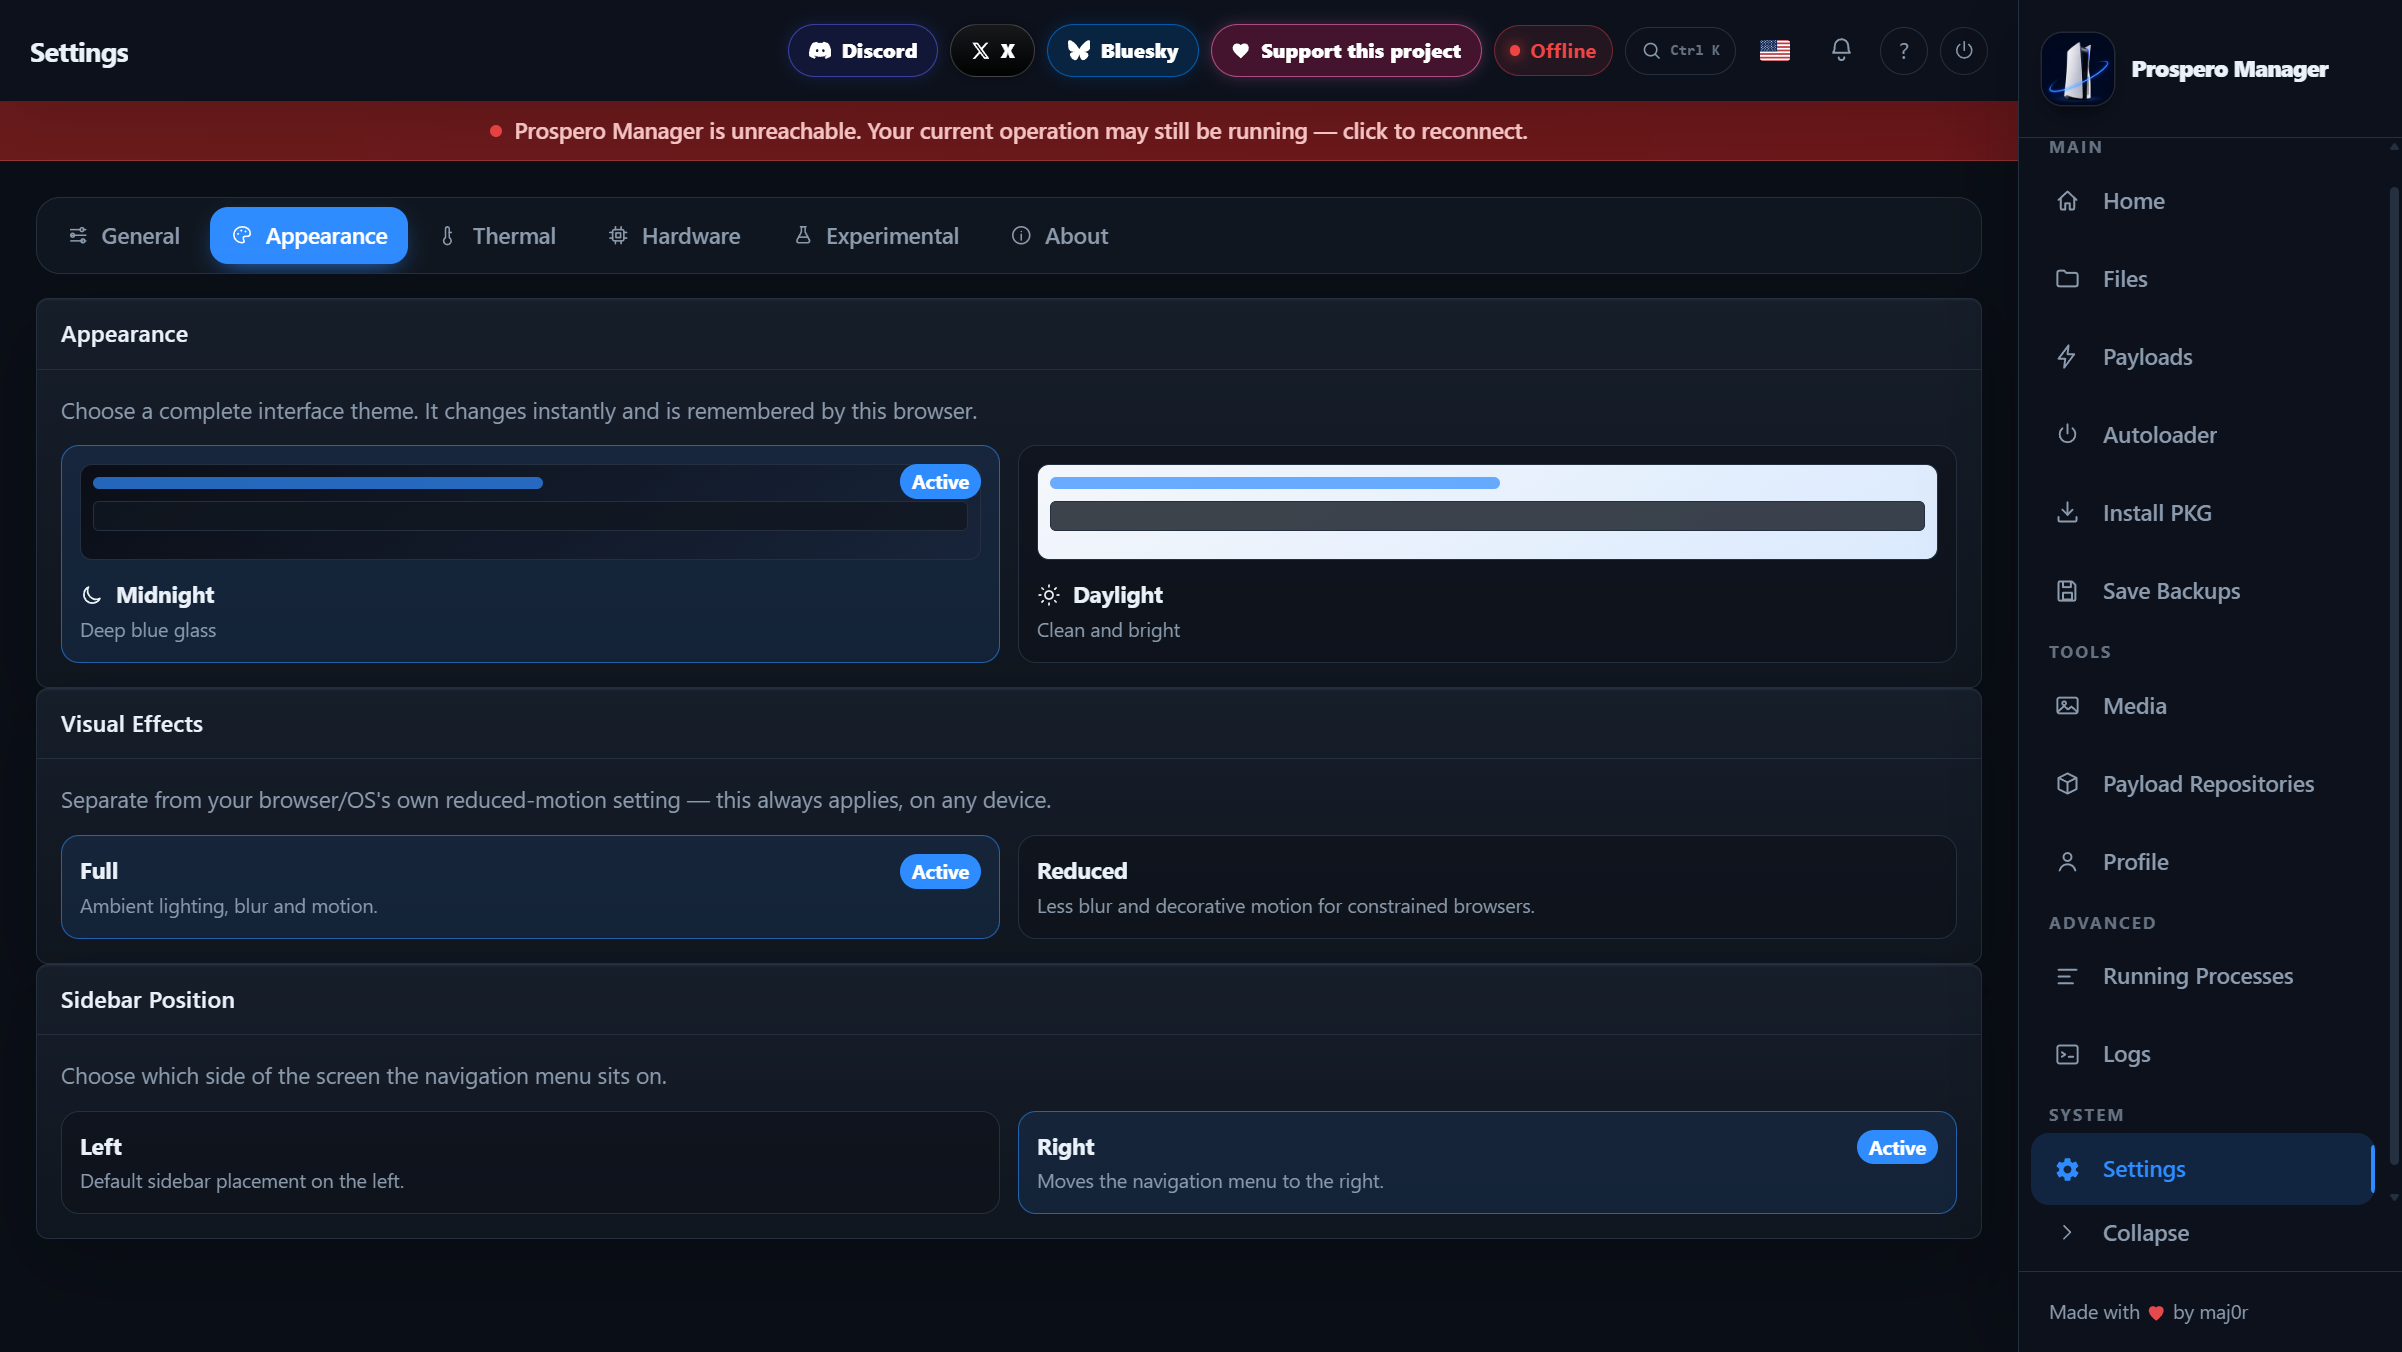 Settings
Discord
X
Bluesky
Support this project
Offline
Ctrl K
?
Prospero Manager
Prospero Manager is unreachable. Your current operation may still be running — click to reconnect.
General
Appearance
Thermal
Hardware
Experimental
About
Appearance
Choose a complete interface theme. It changes instantly and is remembered by this browser.
Active
Midnight
Deep blue glass
Daylight
Clean and bright
Visual Effects
Separate from your browser/OS's own reduced-motion setting — this always applies, on any device.
Full
Active
Ambient lighting, blur and motion.
Reduced
Less blur and decorative motion for constrained browsers.
Sidebar Position
Choose which side of the screen the navigation menu sits on.
Left
Default sidebar placement on the left.
Right
Active
Moves the navigation menu to the right.
MAIN
Home
Files
Payloads
Autoloader
Install PKG
Save Backups
TOOLS
Media
Payload Repositories
Profile
ADVANCED
Running Processes
Logs
SYSTEM
Settings
Collapse
Made with ♥ by maj0r